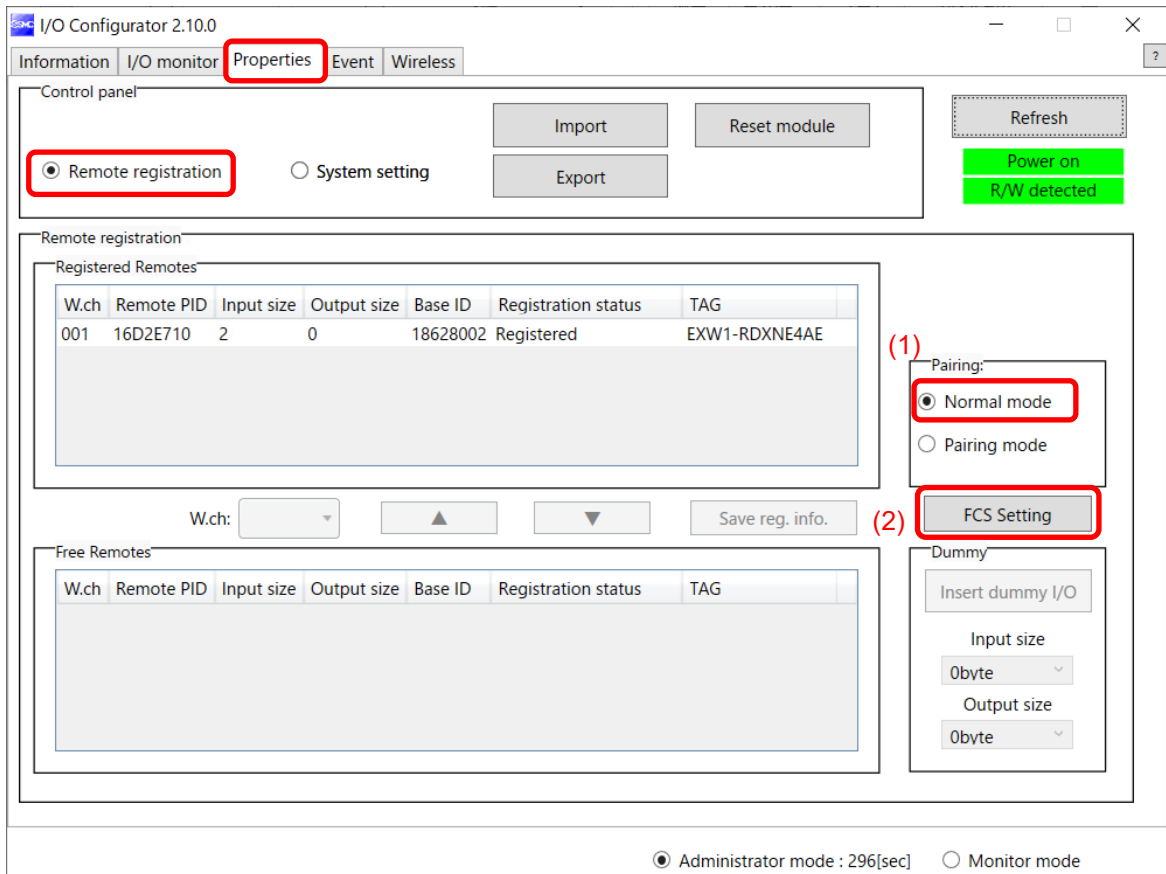 SMC I/O Configurator 2.10.0
Information I/O monitor Properties Event Wireless ?
Control panel
Import Reset module Refresh
Remote registration System setting Export Power on
R/W detected
Remote registration
Registered Remotes
W.ch Remote PID Input size Output size Base ID Registration status TAG
001 16D2E710 2 0 18628002 Registered EXW1-RDXNE4AE
(1)
Pairing:
Normal mode
Pairing mode
W.ch: ▲ ▼ Save reg. info. (2) FCS Setting
Free Remotes
W.ch Remote PID Input size Output size Base ID Registration status TAG
Dummy
Insert dummy I/O
Input size
0byte
Output size
0byte
Administrator mode : 296[sec] Monitor mode